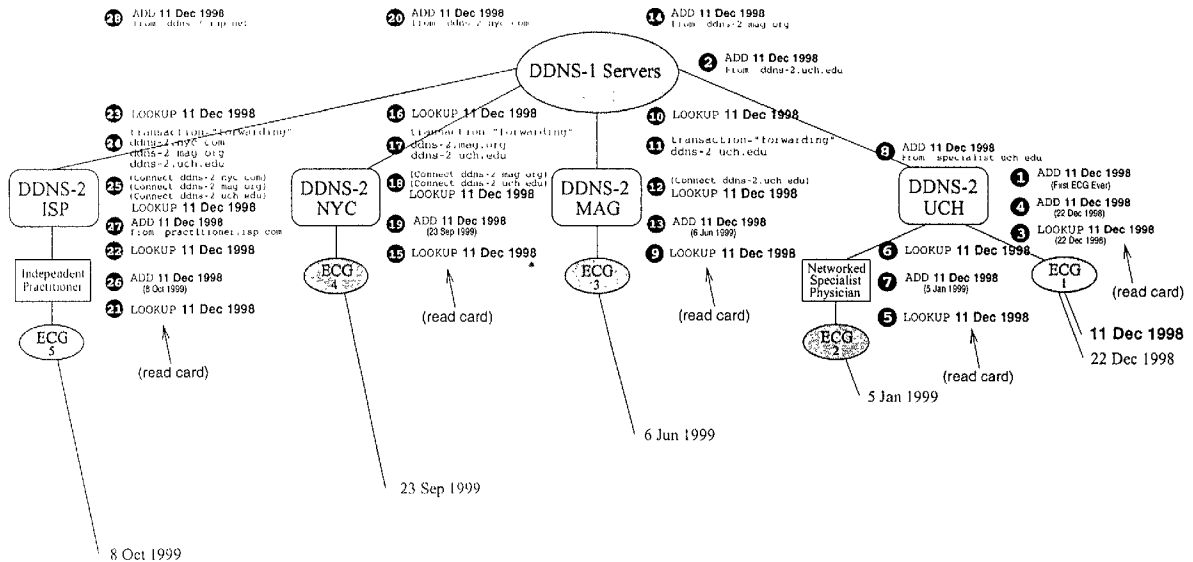 28 ADD 11 Dec 1998
20 ADD 11 Dec 1998
from ddns-2 nyc com
14 ADD 11 Dec 1998
from ddns-2 mag org
DDNS-1 Servers
2 ADD 11 Dec 1998
From ddns-2.uch.edu
23 LOOKUP 11 Dec 1998
24 transaction="forwarding"
ddns-2.nyc com
ddns-2 mag org
ddns-2.uch.edu
16 LOOKUP 11 Dec 1998
17 transaction "forwarding"
ddns-2.mag.org
ddns-2 uch.edu
10 LOOKUP 11 Dec 1998
11 transaction="forwarding"
ddns-2 uch.edu
8 ADD 11 Dec 1998
From specialist uch edu
DDNS-2
ISP
25 (Connect ddns-2 nyc com)
(Connect ddns-2 mag org)
(Connect ddns-2 uch edu)
LOOKUP 11 Dec 1998
27 ADD 11 Dec 1998
from practitioner.isp.com
22 LOOKUP 11 Dec 1998
Independent
Practitioner
26 ADD 11 Dec 1998
(8 Oct 1999)
21 LOOKUP 11 Dec 1998
ECG
5
(read card)
8 Oct 1999
DDNS-2
NYC
18 (Connect ddns-2 mag org)
(Connect ddns-2 uch edu)
LOOKUP 11 Dec 1998
19 ADD 11 Dec 1998
(23 Sep 1999)
15 LOOKUP 11 Dec 1998
ECG
4
(read card)
23 Sep 1999
DDNS-2
MAG
12 (Connect ddns-2.uch edu)
LOOKUP 11 Dec 1998
13 ADD 11 Dec 1998
(6 Jun 1999)
9 LOOKUP 11 Dec 1998
ECG
3
(read card)
6 Jun 1999
DDNS-2
UCH
1 ADD 11 Dec 1998
(First ECG Ever)
4 ADD 11 Dec 1998
(22 Dec 1998)
3 LOOKUP 11 Dec 1998
(22 Dec 1998)
6 LOOKUP 11 Dec 1998
Networked
Specialist
Physician
7 ADD 11 Dec 1998
(5 Jan 1999)
5 LOOKUP 11 Dec 1998
ECG
1
(read card)
ECG
2
(read card)
11 Dec 1998
22 Dec 1998
5 Jan 1999